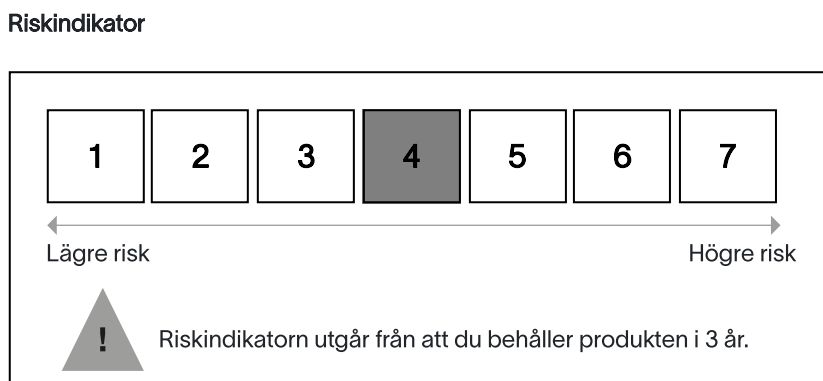 Riskindikator
1 2 3 4 5 6 7
Lägre risk Högre risk
! Riskindikatorn utgår från att du behåller produkten i 3 år.